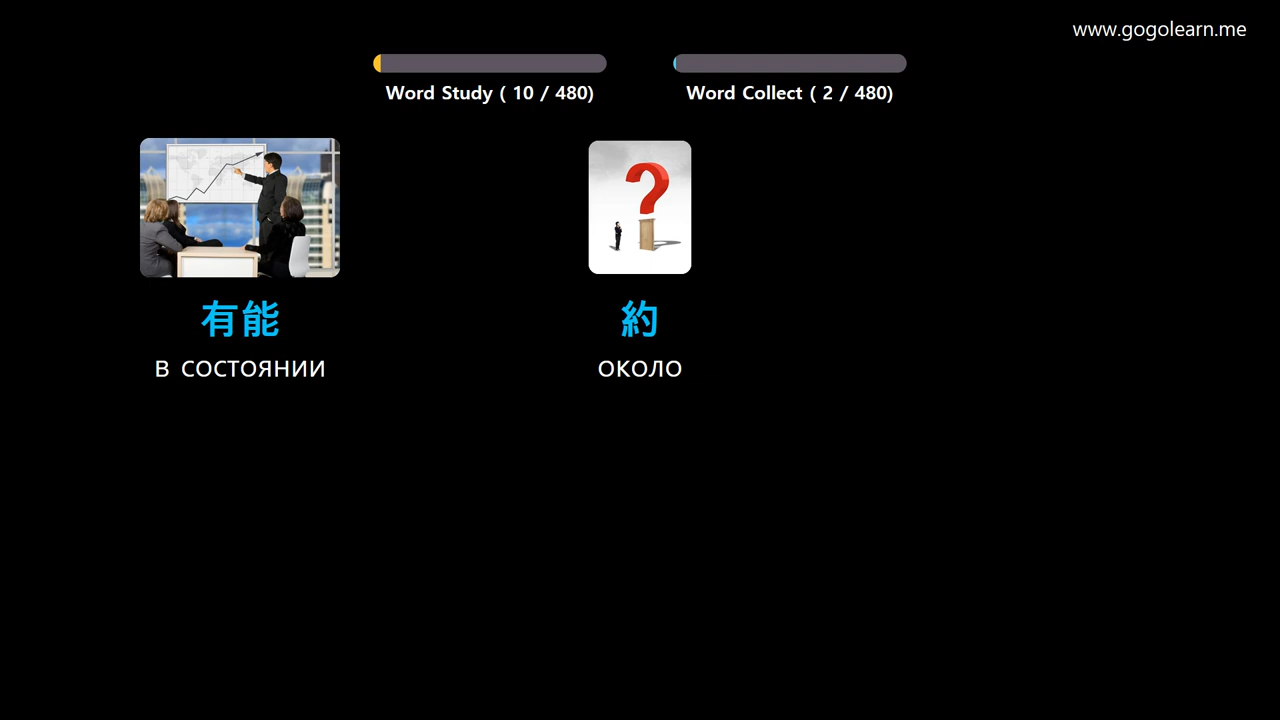 www.gogolearn.me
Word Study ( 10 / 480)
Word Collect ( 2 / 480)
有能
約
В СОСТОЯНИИ
ОКОЛО